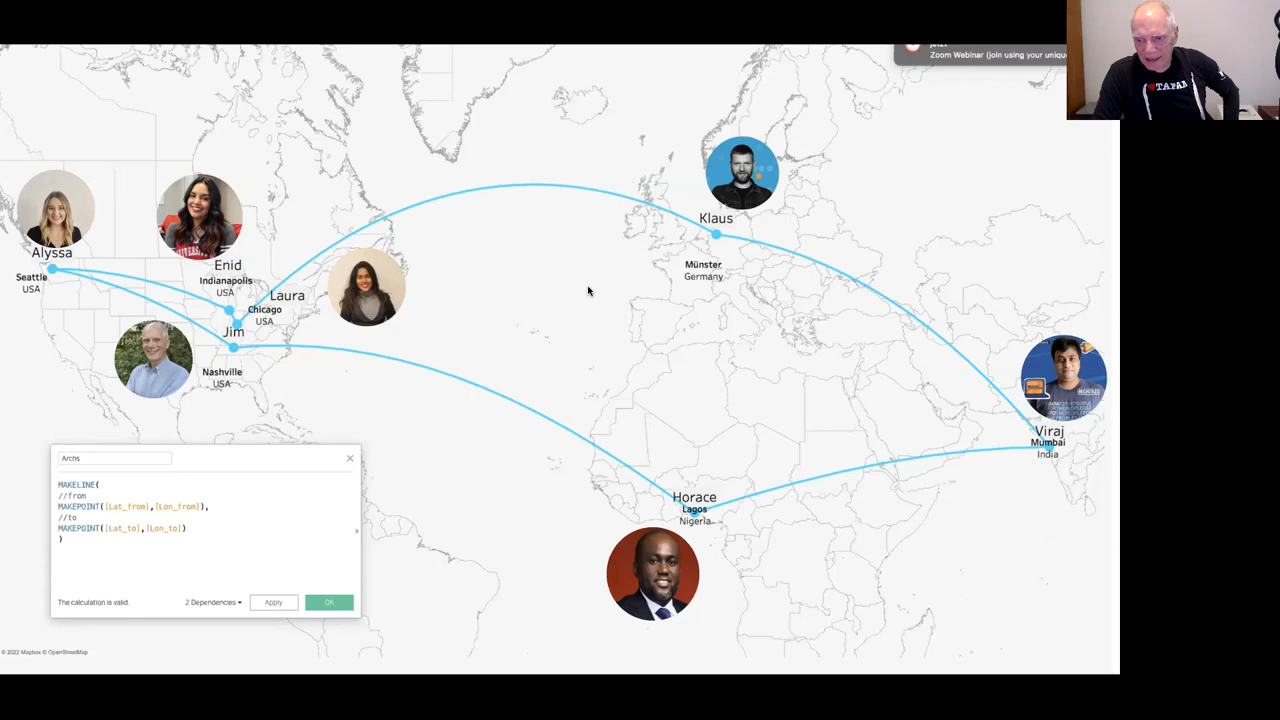 Zoom Webinar (join using your uniqu
TAPAR
Klaus
Münster
Germany
Alyssa
Seattle
USA
Enid
Indianapolis
USA
Laura
Chicago
USA
Jim
Nashville
USA
Viraj
Mumbai
India
Horace
Lagos
Nigeria
Archs
MAKELINE(
//from
MAKEPOINT([Lat_from],[Lon_from]),
//to
MAKEPOINT([Lat_to],[Lon_to])
)
The calculation is valid.
2 Dependencies
Apply
OK
© 2022 Mapbox © OpenStreetMap